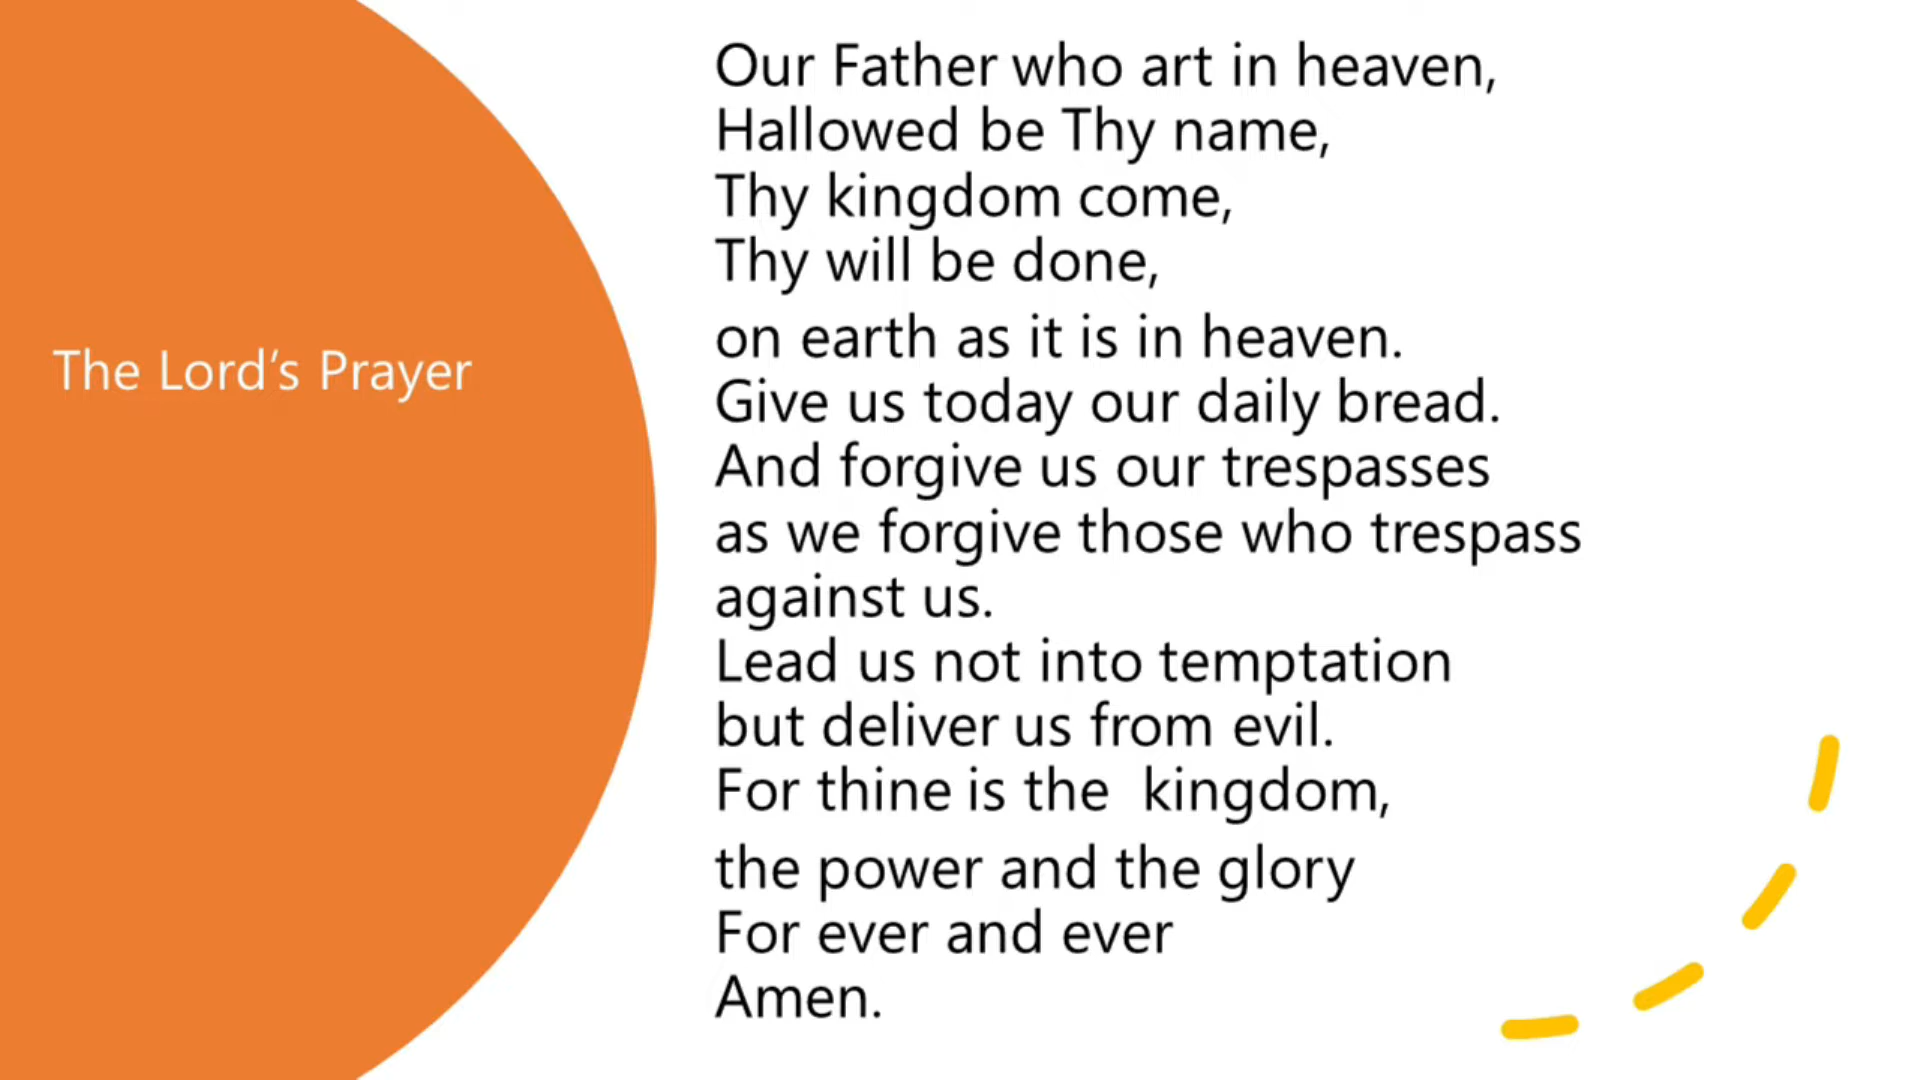 The Lord‘s Prayer
Our Father who art in heaven,
Hallowed be Thy name,
Thy kingdom come,
Thy will be done,
on earth as it is in heaven.
Give us today our daily bread.
And forgive us our trespasses
as we forgive those who trespass
against us.
Lead us not into temptation
but deliver us from evil.
For thine is the  kingdom,
the power and the glory
For ever and ever
Amen.